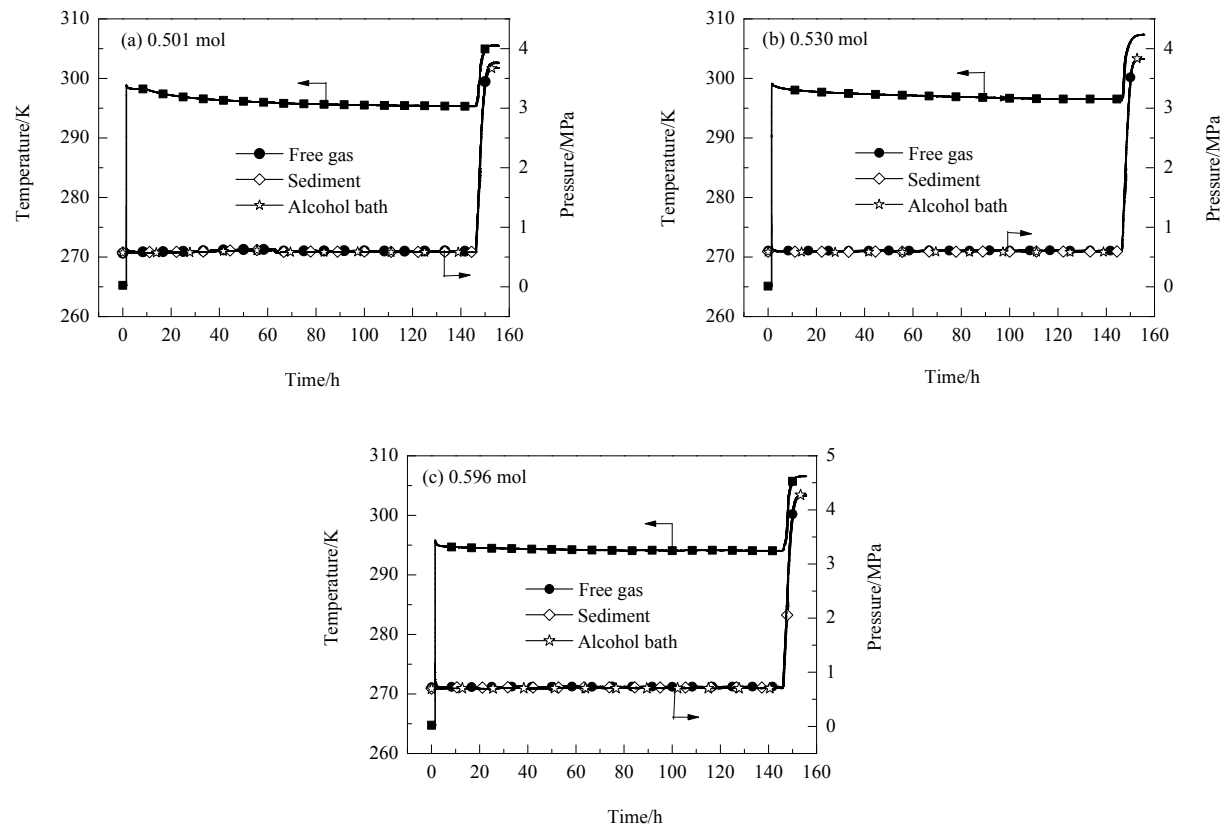 310
300
290
280
270
260
Temperature/K
(a) 0.501 mol
Free gas
Sediment
Alcohol bath
4
3
2
1
0
Pressure/MPa
0 20 40 60 80 100 120 140 160
Time/h
310
300
290
280
270
260
Temperature/K
(b) 0.530 mol
Free gas
Sediment
Alcohol bath
4
3
2
1
0
Pressure/MPa
0 20 40 60 80 100 120 140 160
Time/h
310
300
290
280
270
260
Temperature/K
(c) 0.596 mol
Free gas
Sediment
Alcohol bath
5
4
3
2
1
0
Pressure/MPa
0 20 40 60 80 100 120 140 160
Time/h